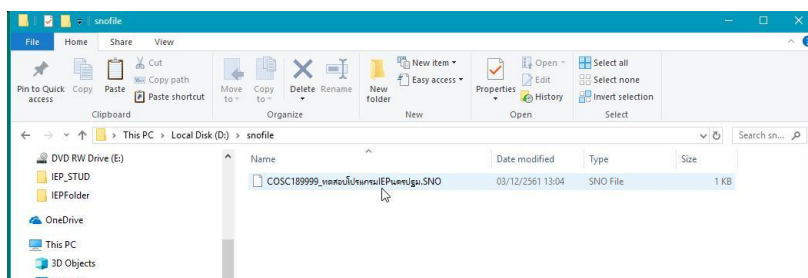 snofile
File Home Share View
Pin to Quick access
Copy
Paste
Cut
Copy path
Paste shortcut
Clipboard
Move to
Copy to
Delete
Rename
Organize
New folder
New item
Easy access
New
Properties
Open
Edit
History
Open
Select all
Select none
Invert selection
Select
This PC > Local Disk (D:) > snofile
Search sn...
Name Date modified Type Size
COSC189999_ทดสอบโปรแกรมIEPนครปฐม.SNO 03/12/2561 13:04 SNO File 1 KB
DVD RW Drive (E:)
IEP_STUD
IEPFolder
OneDrive
This PC
3D Objects